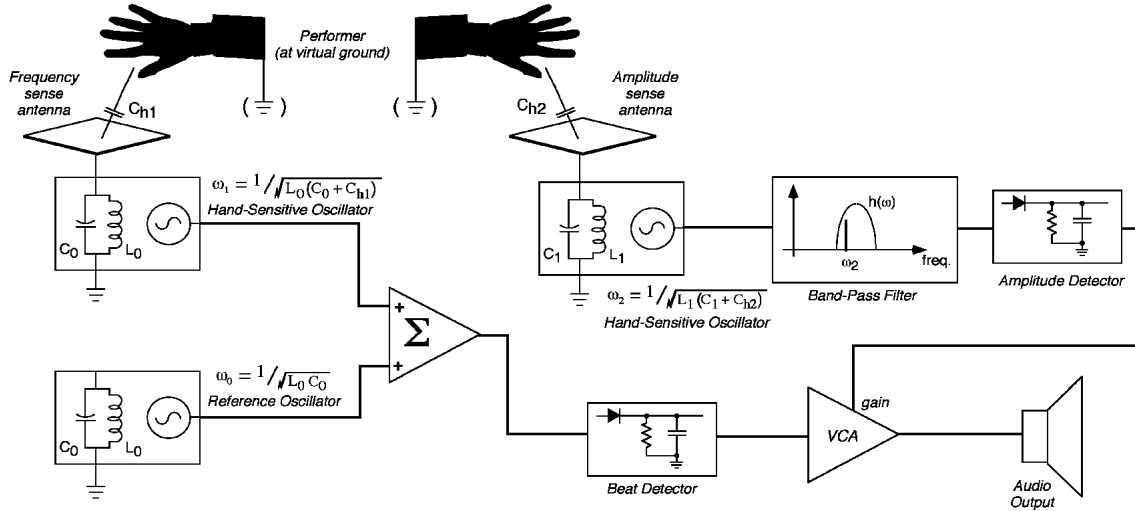 Performer
(at virtual ground)
Frequency
sense
antenna
Ch1
( )
( )
Ch2
Amplitude
sense
antenna
ω1 = 1/√L0(C0 + Ch1)
Hand-Sensitive Oscillator
C0
L0
C1
L1
ω2 = 1/√L1(C1 + Ch2)
Hand-Sensitive Oscillator
h(ω)
ω2
freq.
Band-Pass Filter
Amplitude Detector
+
Σ
+
ω0 = 1/√L0 C0
Reference Oscillator
C0
L0
Beat Detector
gain
VCA
Audio
Output